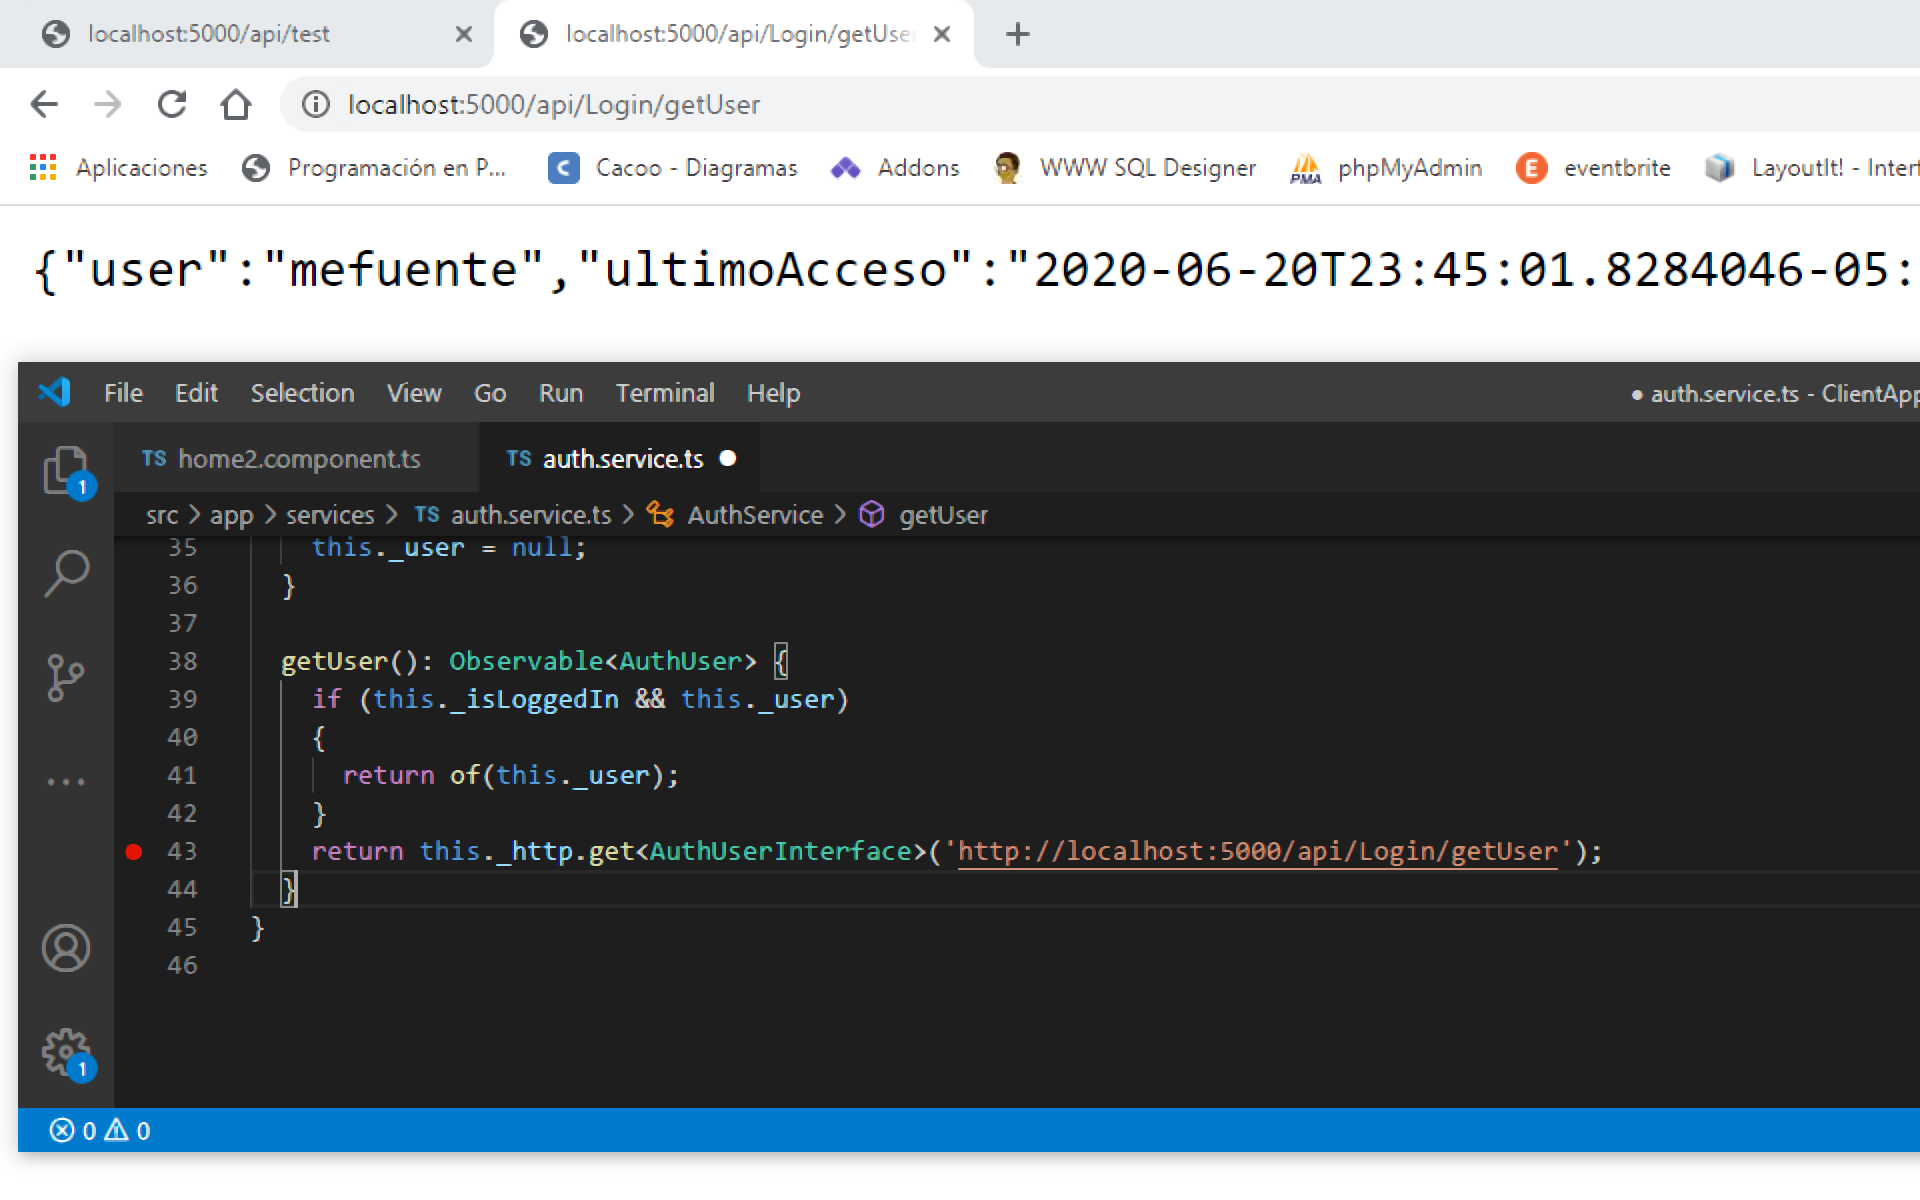 localhost:5000/api/test
localhost:5000/api/Login/getUse
localhost:5000/api/Login/getUser
Aplicaciones Programación en P... Cacoo - Diagramas Addons WWW SQL Designer PMA phpMyAdmin eventbrite LayoutIt! - Interf
{"user":"mefuente","ultimoAcceso":"2020-06-20T23:45:01.8284046-05:
File Edit Selection View Go Run Terminal Help ● auth.service.ts - ClientApp
TS home2.component.ts TS auth.service.ts ●
1
src > app > services > TS auth.service.ts > AuthService > getUser
35 this._user = null;
36 }
37
38 getUser(): Observable<AuthUser> {
39 if (this._isLoggedIn && this._user)
40 {
41 return of(this._user);
42 }
43 return this._http.get<AuthUserInterface>('http://localhost:5000/api/Login/getUser');
44 }
45 }
46
1
0 0